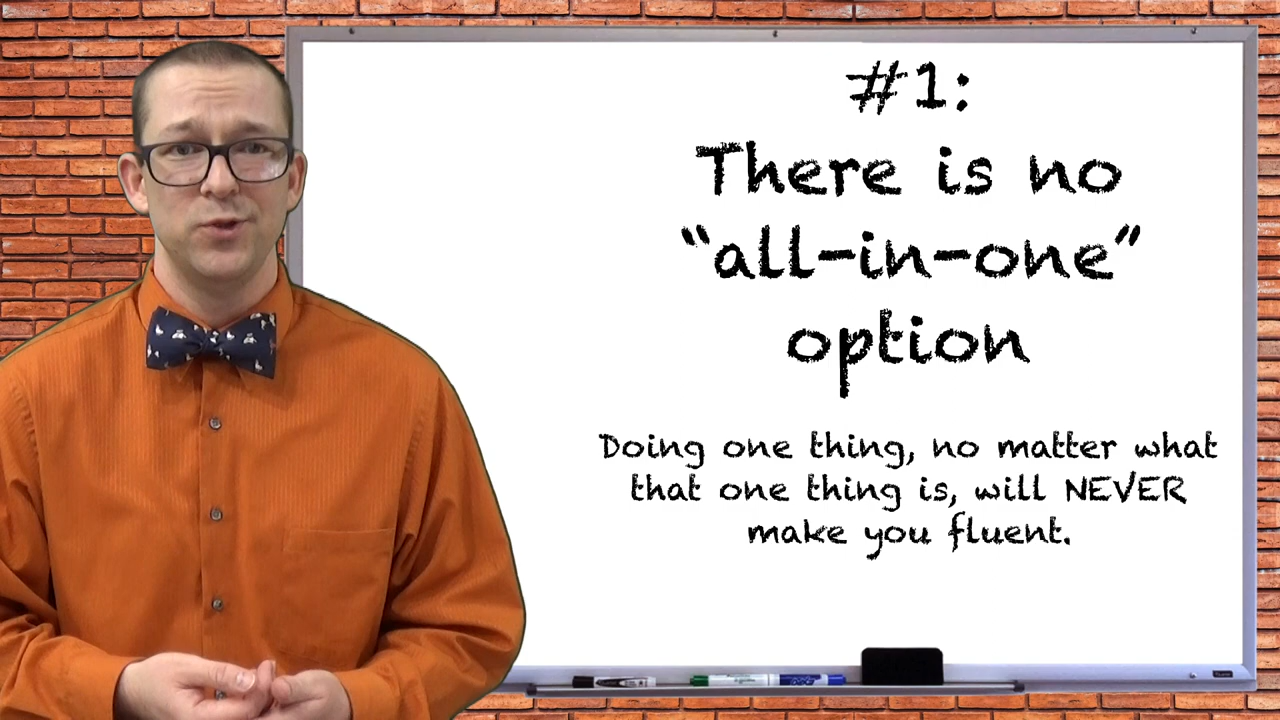 #1:
There is no
“all-in-one”
option
Doing one thing, no matter what
that one thing is, will NEVER
make you fluent.